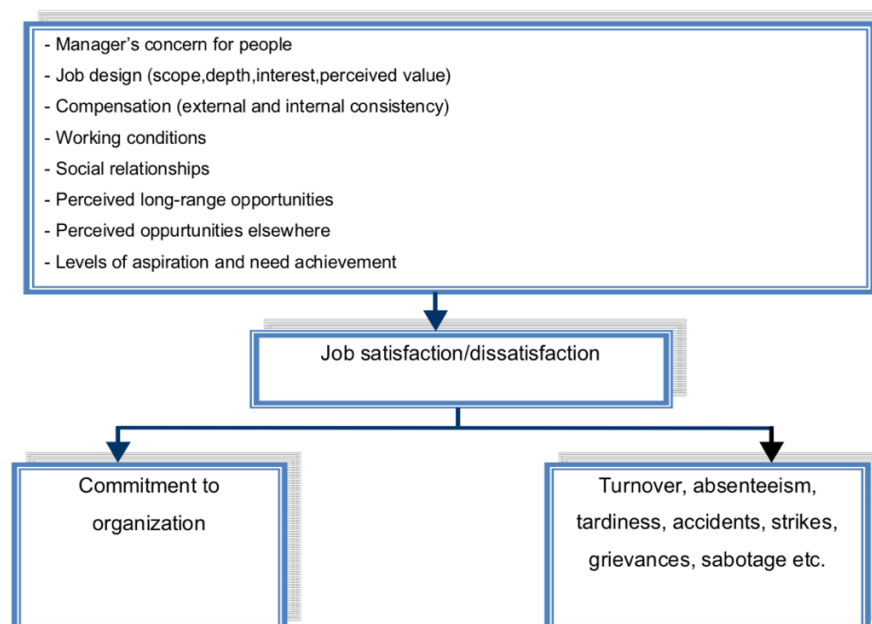 - Manager’s concern for people
- Job design (scope,depth,interest,perceived value)
- Compensation (external and internal consistency)
- Working conditions
- Social relationships
- Perceived long-range opportunities
- Perceived oppurtunities elsewhere
- Levels of aspiration and need achievement
Job satisfaction/dissatisfaction
Commitment to
organization
Turnover, absenteeism,
tardiness, accidents, strikes,
grievances, sabotage etc.